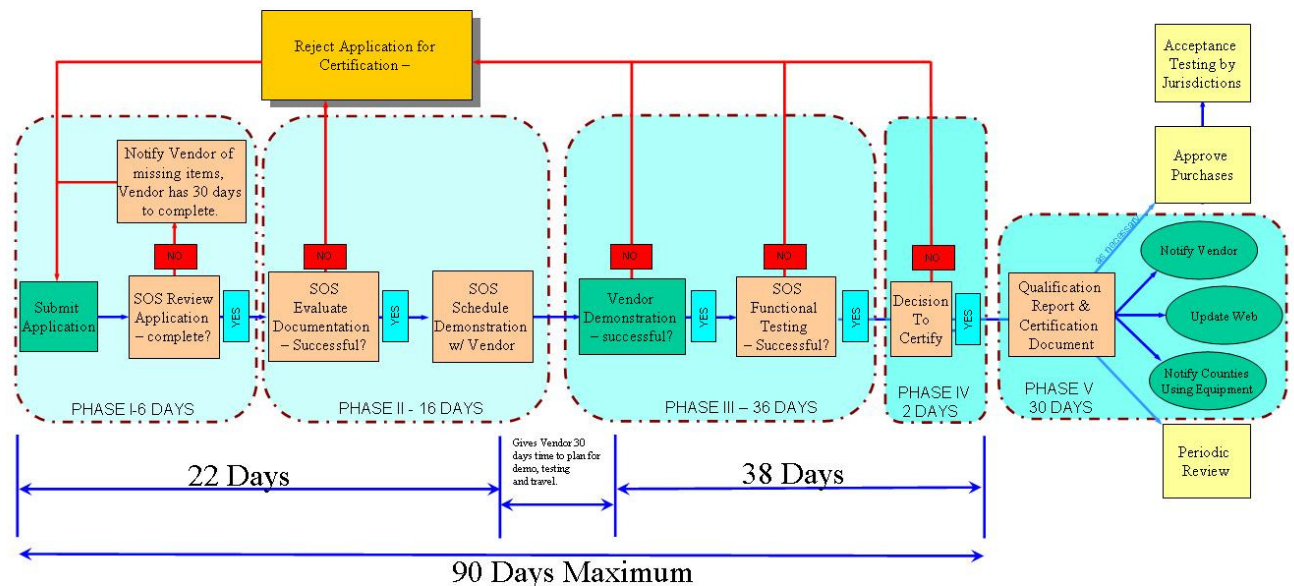 Reject Application for
Certification –
Acceptance
Testing by
Jurisdictions
Approve
Purchases
Notify Vendor of
missing items,
Vendor has 30 days
to complete.
NO
NO
NO
NO
NO
Submit
Application
SOS Review
Application
– complete?
YES
SOS
Evaluate
Documentation
– Successful?
YES
SOS
Schedule
Demonstration
w/ Vendor
Vendor
Demonstration
– successful?
YES
SOS
Functional
Testing
– Successful?
YES
Decision
To
Certify
YES
Qualification
Report &
Certification
Document
as necessary
Notify Vendor
Update Web
Notify Counties
Using Equipment
PHASE I-6 DAYS
PHASE II - 16 DAYS
PHASE III – 36 DAYS
PHASE IV
2 DAYS
PHASE V
30 DAYS
Periodic
Review
22 Days
Gives Vendor 30
days time to plan for
demo, testing
and travel.
38 Days
90 Days Maximum